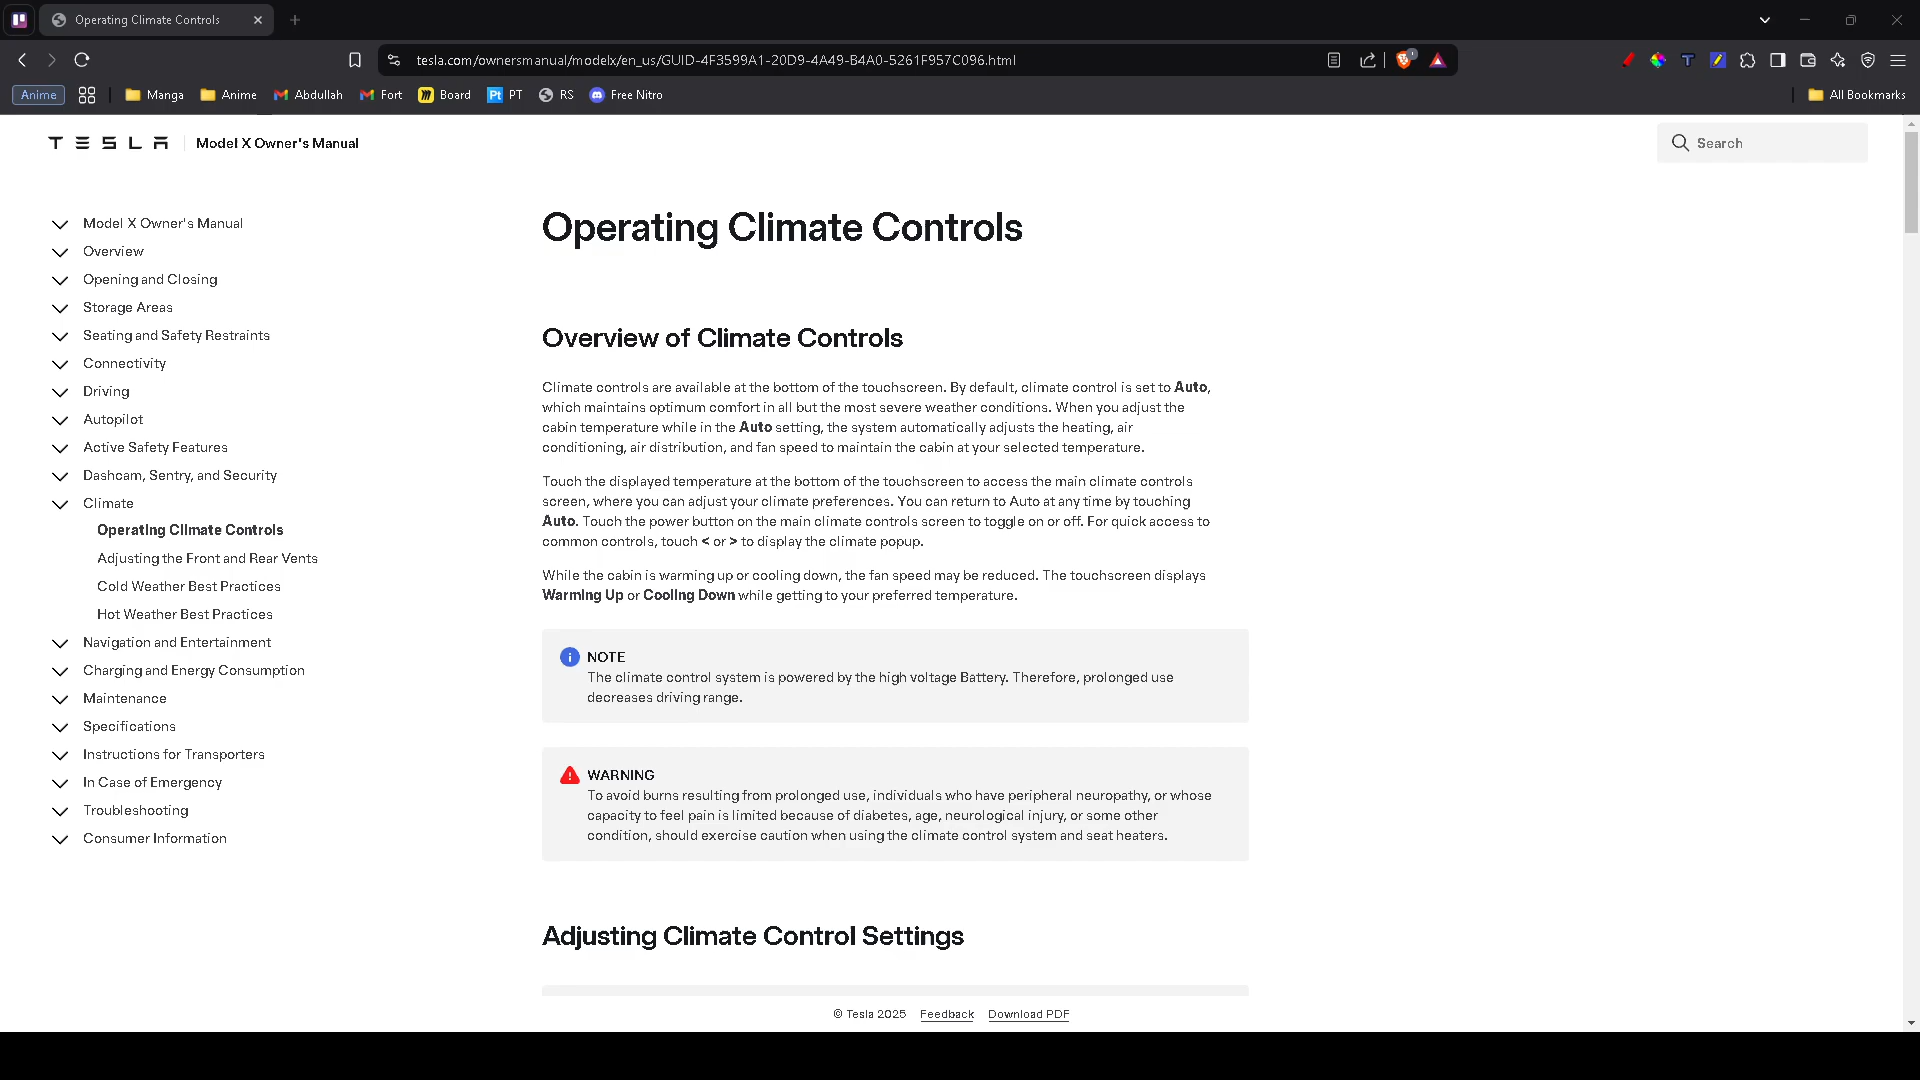 Operating Climate Controls
tesla.com/ownersmanual/modelx/en_us/GUID-4F3599A1-20D9-4A49-B4A0-5261F957C096.html
Anime
Manga
Anime
Abdullah
Fort
Board
PT
RS
Free Nitro
All Bookmarks
TESLA
Model X Owner's Manual
Search
Model X Owner's Manual
Overview
Opening and Closing
Storage Areas
Seating and Safety Restraints
Connectivity
Driving
Autopilot
Active Safety Features
Dashcam, Sentry, and Security
Climate
Operating Climate Controls
Adjusting the Front and Rear Vents
Cold Weather Best Practices
Hot Weather Best Practices
Navigation and Entertainment
Charging and Energy Consumption
Maintenance
Specifications
Instructions for Transporters
In Case of Emergency
Troubleshooting
Consumer Information
Operating Climate Controls
Overview of Climate Controls
Climate controls are available at the bottom of the touchscreen. By default, climate control is set to Auto,
which maintains optimum comfort in all but the most severe weather conditions. When you adjust the
cabin temperature while in the Auto setting, the system automatically adjusts the heating, air
conditioning, air distribution, and fan speed to maintain the cabin at your selected temperature.
Touch the displayed temperature at the bottom of the touchscreen to access the main climate controls
screen, where you can adjust your climate preferences. You can return to Auto at any time by touching
Auto. Touch the power button on the main climate controls screen to toggle on or off. For quick access to
common controls, touch < or > to display the climate popup.
While the cabin is warming up or cooling down, the fan speed may be reduced. The touchscreen displays
Warming Up or Cooling Down while getting to your preferred temperature.
NOTE
The climate control system is powered by the high voltage Battery. Therefore, prolonged use
decreases driving range.
WARNING
To avoid burns resulting from prolonged use, individuals who have peripheral neuropathy, or whose
capacity to feel pain is limited because of diabetes, age, neurological injury, or some other
condition, should exercise caution when using the climate control system and seat heaters.
Adjusting Climate Control Settings
© Tesla 2025
Feedback
Download PDF